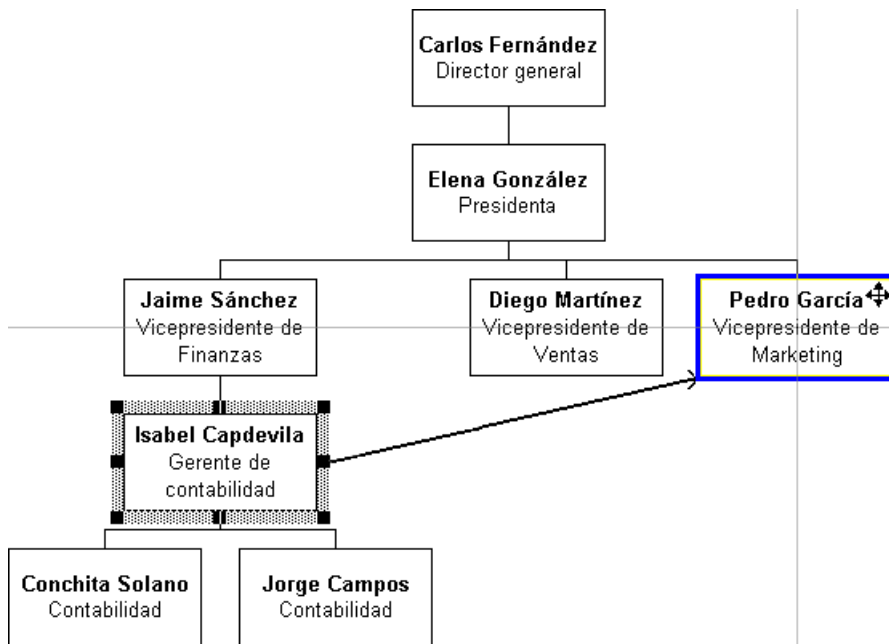 Carlos Fernández
Director general
Elena González
Presidenta
Jaime Sánchez
Vicepresidente de
Finanzas
Diego Martínez
Vicepresidente de
Ventas
Pedro García
Vicepresidente de
Marketing
Isabel Capdevila
Gerente de
contabilidad
Conchita Solano
Contabilidad
Jorge Campos
Contabilidad